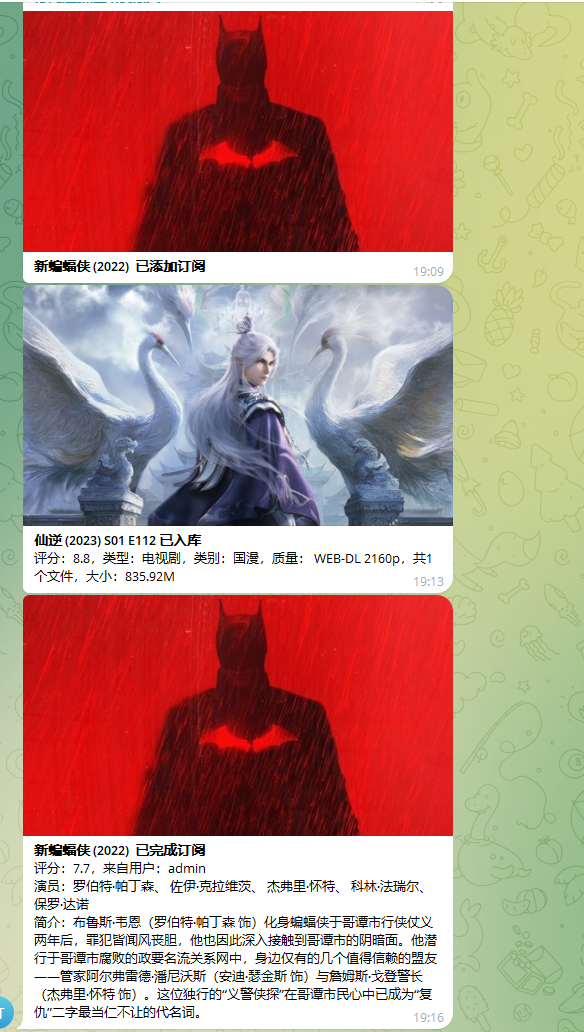 新蝙蝠侠 (2022) 已添加订阅
19:09
仙逆 (2023) S01 E112 已入库
评分：8.8，类型：电视剧，类别：国漫，质量： WEB-DL 2160p，共1
个文件，大小：835.92M
19:13
新蝙蝠侠 (2022) 已完成订阅
评分：7.7，来自用户：admin
演员：罗伯特·帕丁森、 佐伊·克拉维茨、 杰弗里·怀特、 科林·法瑞尔、
保罗·达诺
简介：布鲁斯·韦恩（罗伯特·帕丁森 饰）化身蝙蝠侠于哥谭市行侠仗义
两年后，罪犯皆闻风丧胆，他也因此深入接触到哥谭市的阴暗面。他潜
行于哥谭市腐败的政要名流关系网中，身边仅有的几个值得信赖的盟友
——管家阿尔弗雷德·潘尼沃斯（安迪·瑟金斯 饰）与詹姆斯·戈登警长
（杰弗里·怀特 饰）。这位独行的“义警侠探”在哥谭市民心中已成为“复
仇”二字最当仁不让的代名词。
19:16